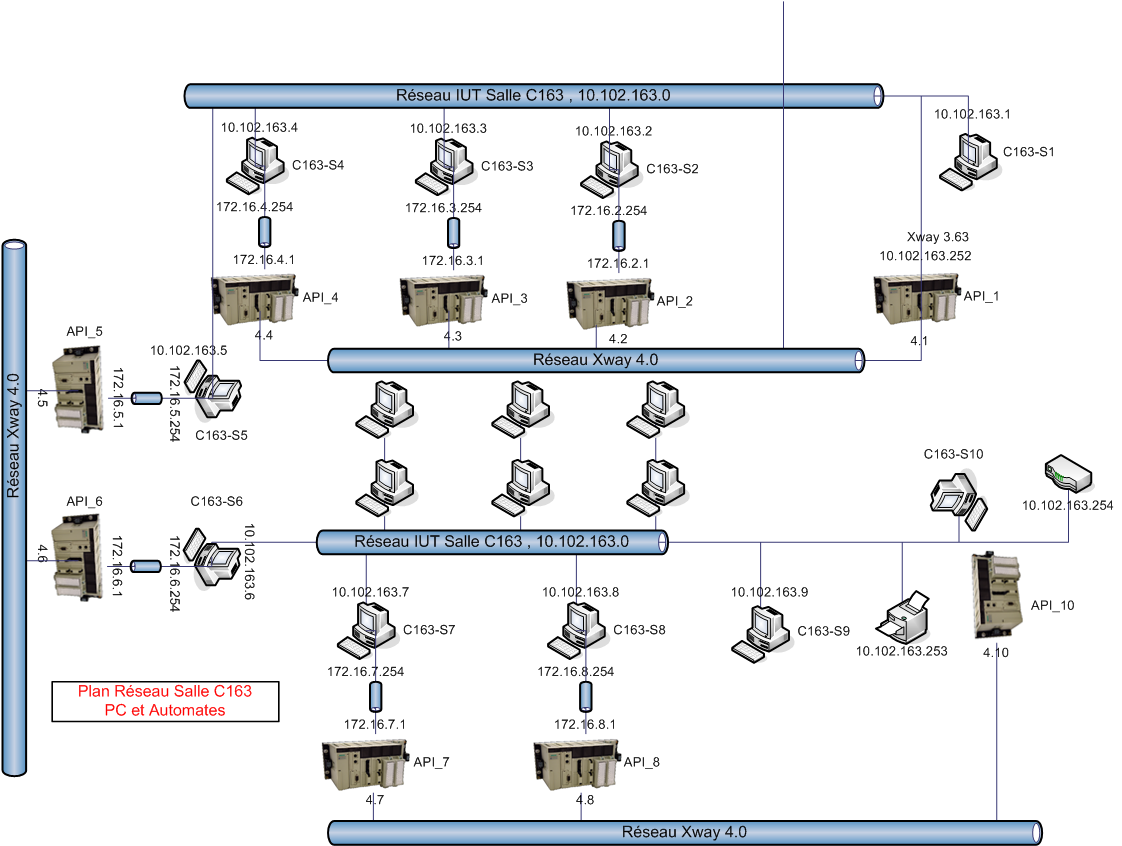 Réseau IUT Salle C163 , 10.102.163.0
10.102.163.4
10.102.163.3
10.102.163.2
10.102.163.1
C163-S4
C163-S3
C163-S2
C163-S1
172.16.4.254
172.16.3.254
172.16.2.254
Xway 3.63
10.102.163.252
172.16.4.1
172.16.3.1
172.16.2.1
API_4
API_3
API_2
API_1
4.4
4.3
4.2
4.1
Réseau Xway 4.0
Réseau Xway 4.0
API_5
4.5
172.16.5.1
172.16.5.254
10.102.163.5
C163-S5
API_6
4.6
172.16.6.1
172.16.6.254
C163-S6
10.102.163.6
C163-S10
10.102.163.254
Réseau IUT Salle C163 , 10.102.163.0
10.102.163.7
10.102.163.8
10.102.163.9
C163-S7
C163-S8
C163-S9
10.102.163.253
API_10
4.10
172.16.7.254
172.16.8.254
Plan Réseau Salle C163
PC et Automates
172.16.7.1
172.16.8.1
API_7
API_8
4.7
4.8
Réseau Xway 4.0